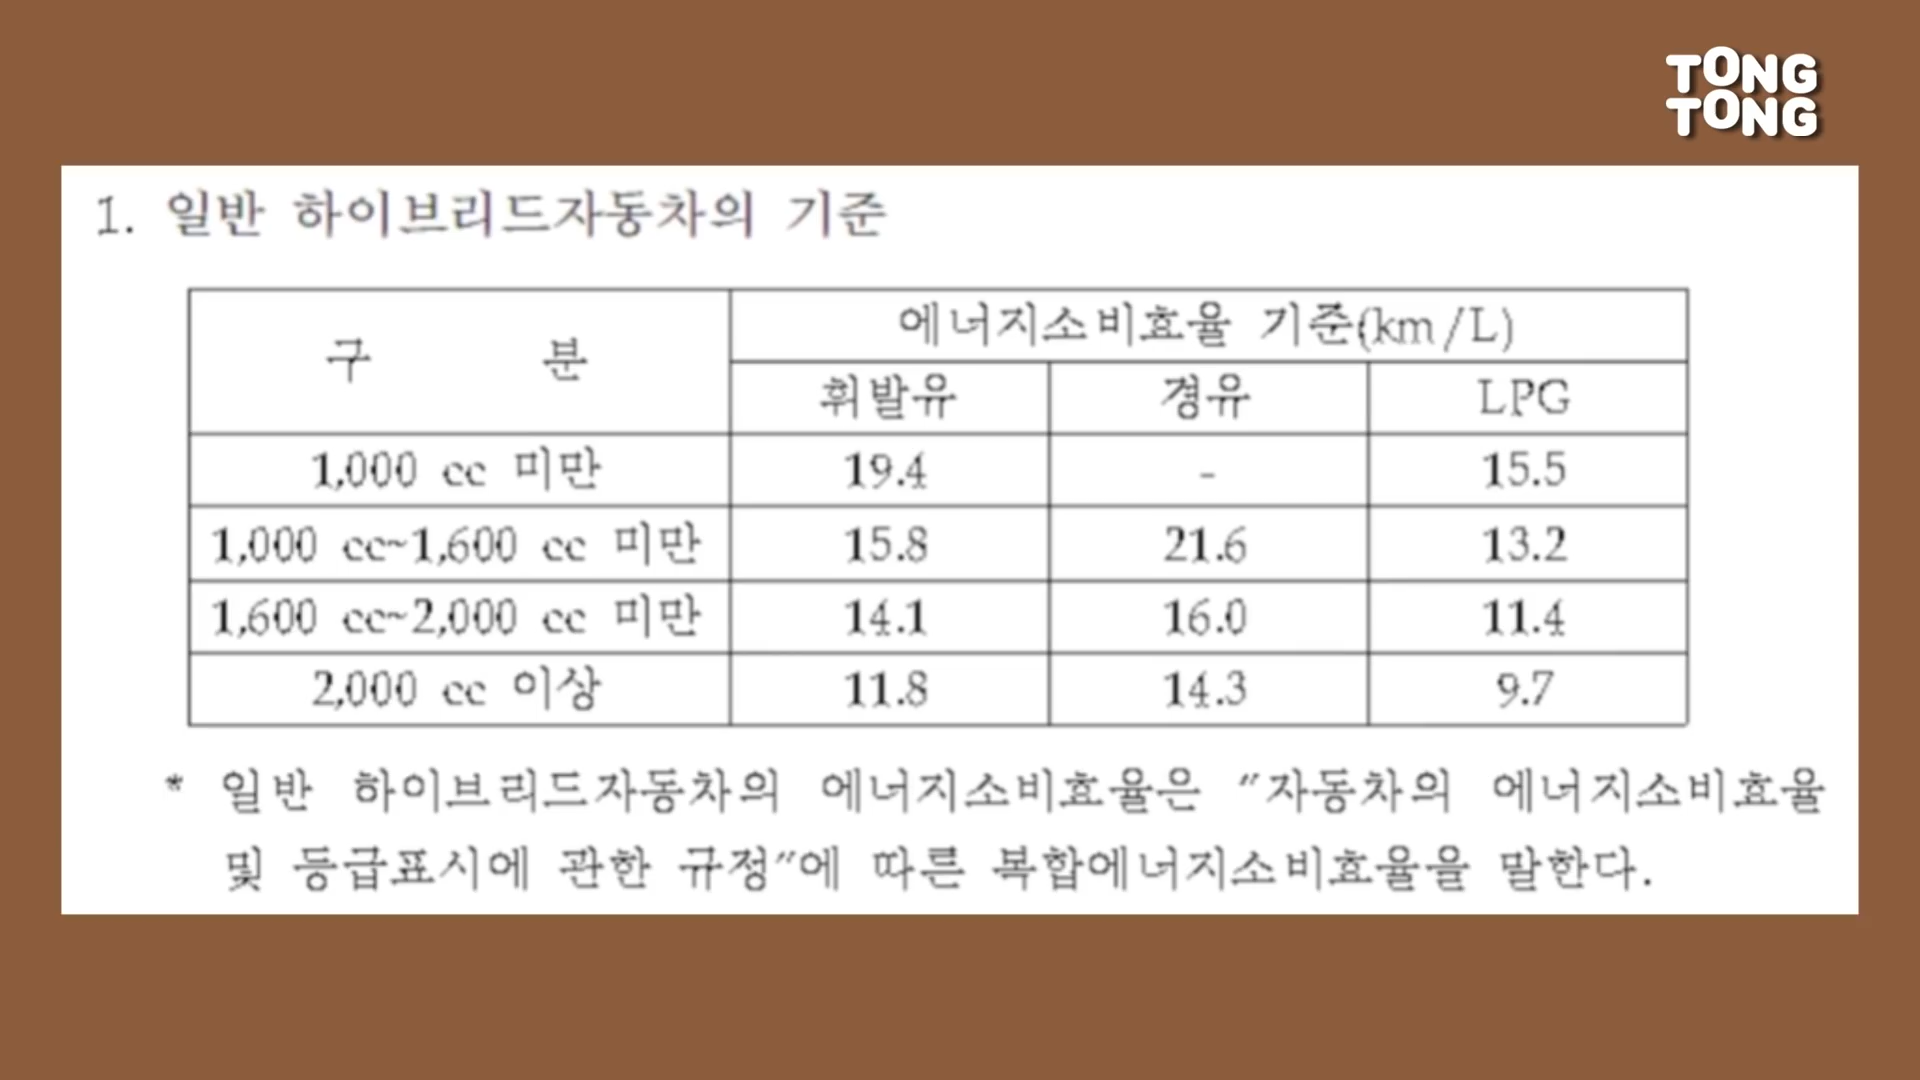 TONG
TONG
1. 일반 하이브리드자동차의 기준
구 분
에너지소비효율 기준(km/L)
휘발유 경유 LPG
1,000 cc 미만 19.4 - 15.5
1,000 cc~1,600 cc 미만 15.8 21.6 13.2
1,600 cc~2,000 cc 미만 14.1 16.0 11.4
2,000 cc 이상 11.8 14.3 9.7
* 일반 하이브리드자동차의 에너지소비효율은 "자동차의 에너지소비효율
및 등급표시에 관한 규정"에 따른 복합에너지소비효율을 말한다.